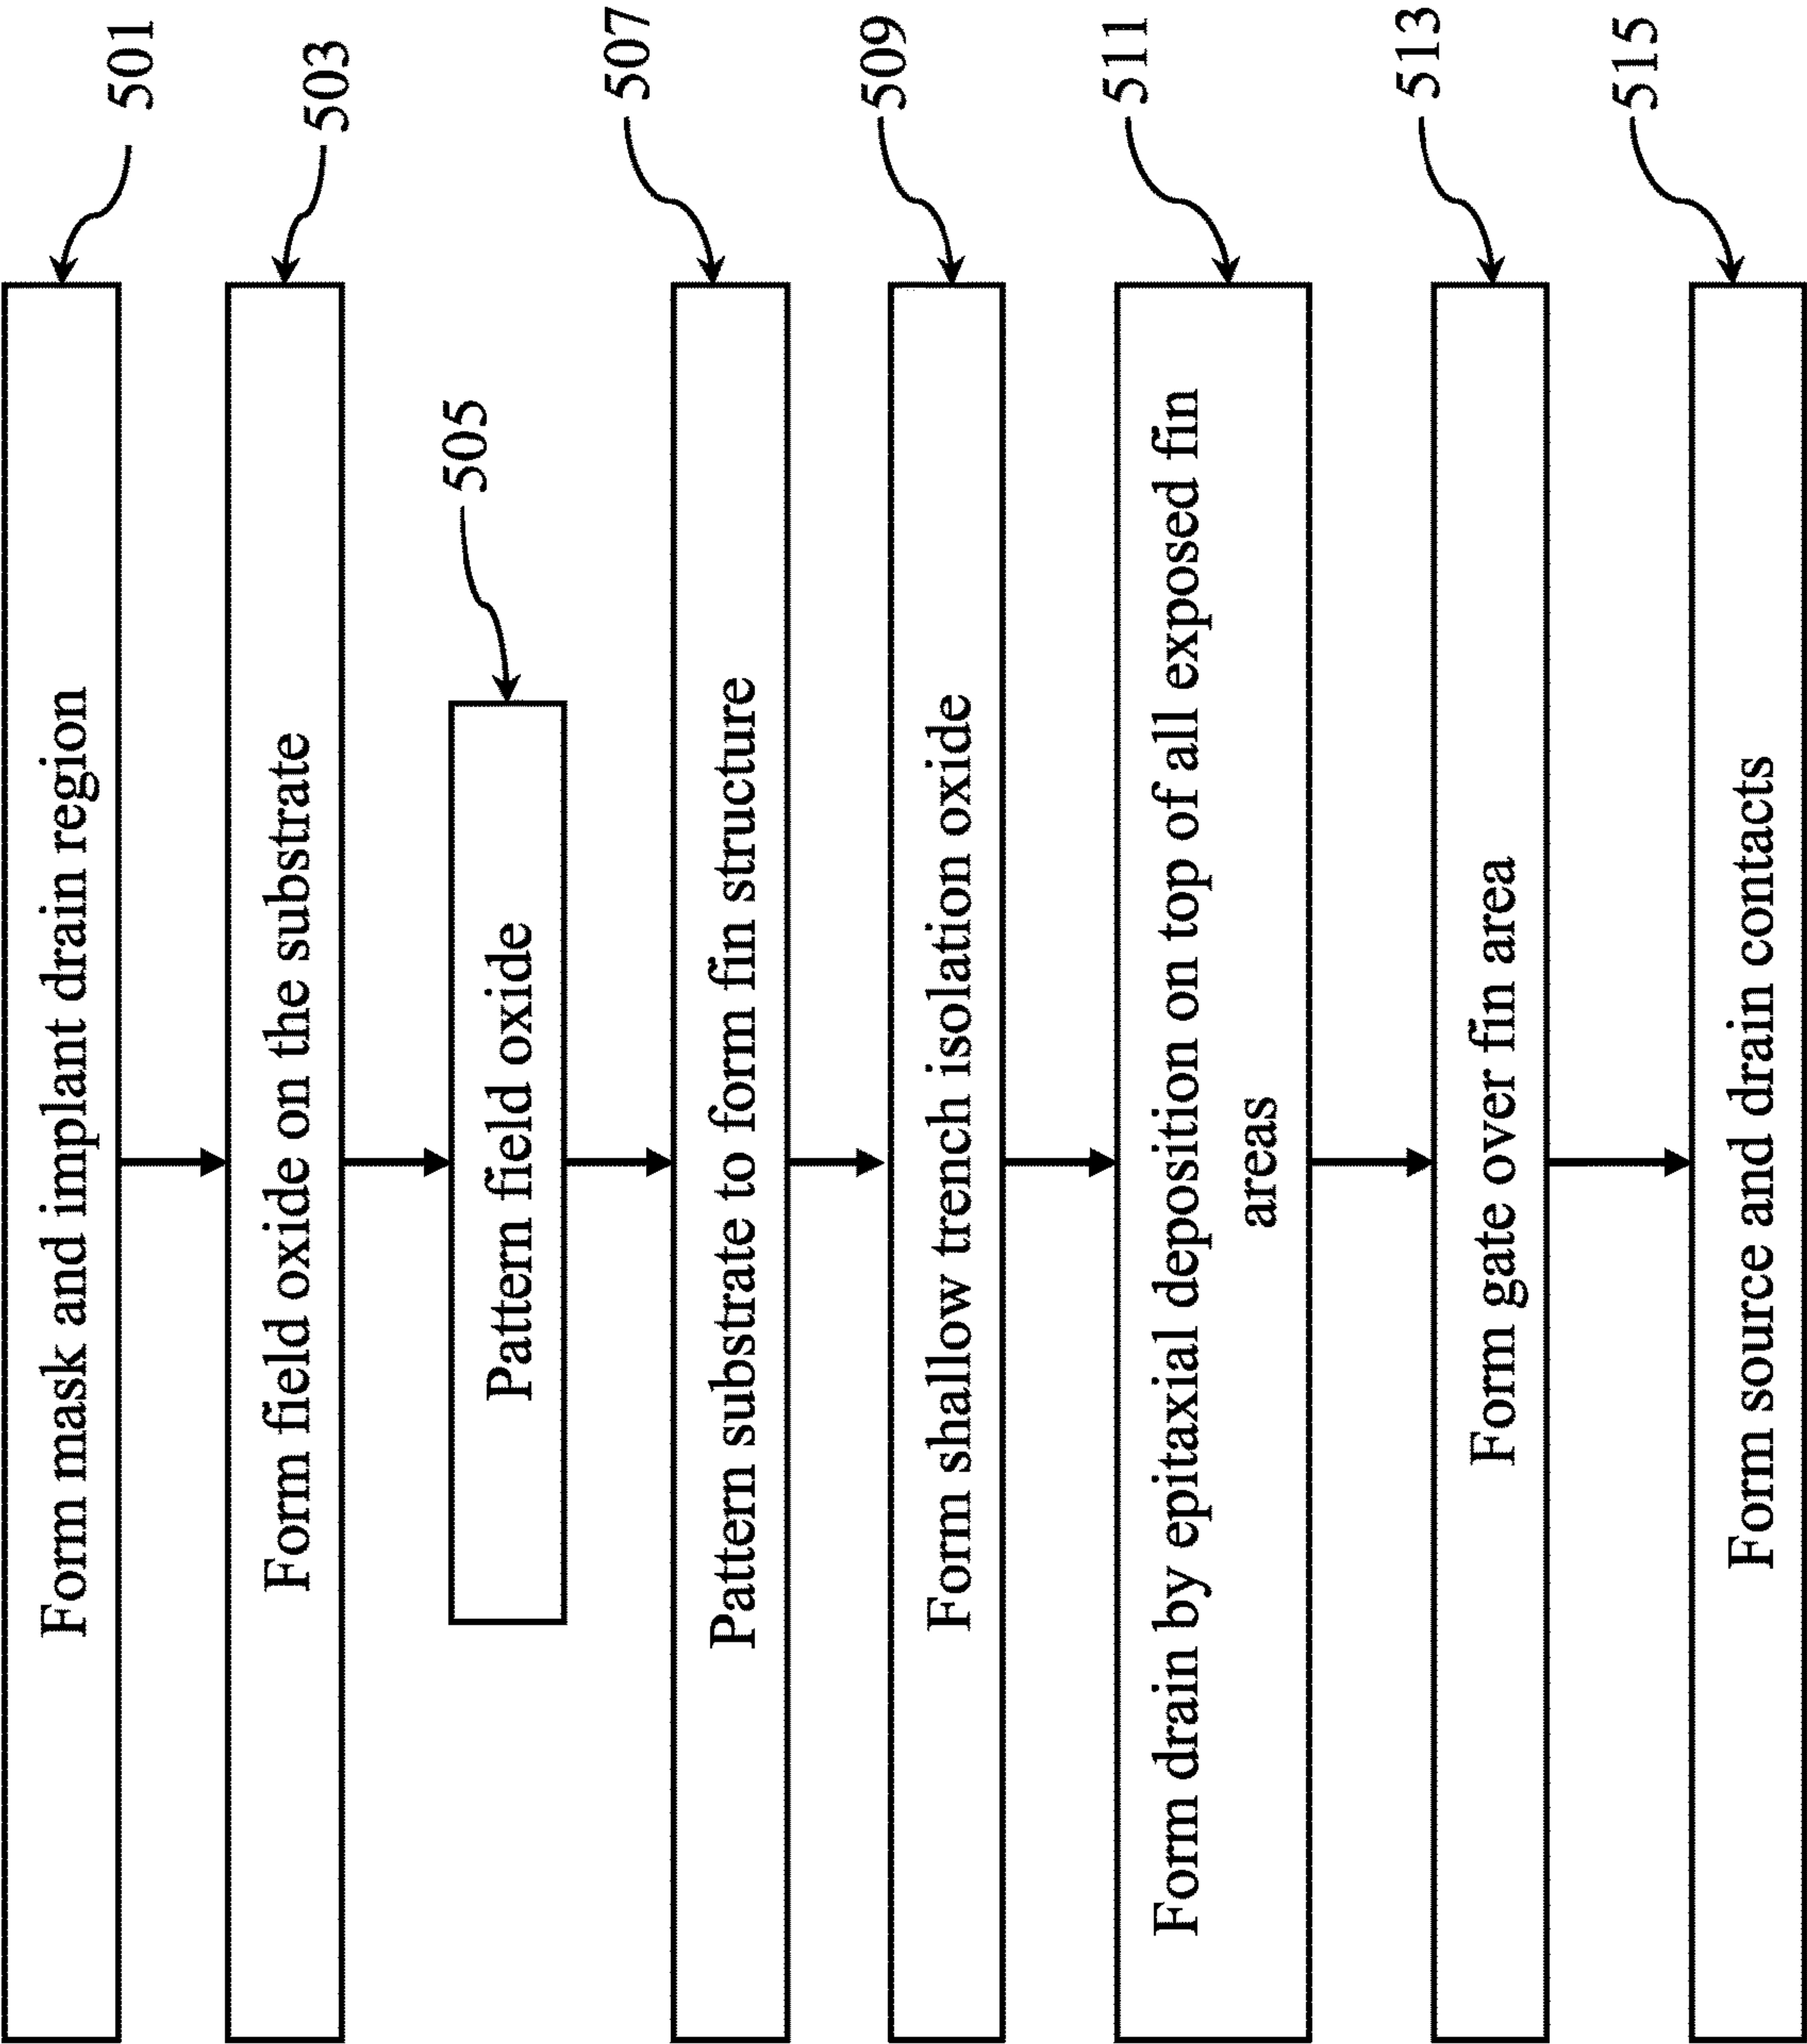 Form mask and implant drain region
501
Form field oxide on the substrate
503
Pattern field oxide
505
Pattern substrate to form fin structure
507
Form shallow trench isolation oxide
509
Form drain by epitaxial deposition on top of all exposed fin
areas
511
Form gate over fin area
513
Form source and drain contacts
515